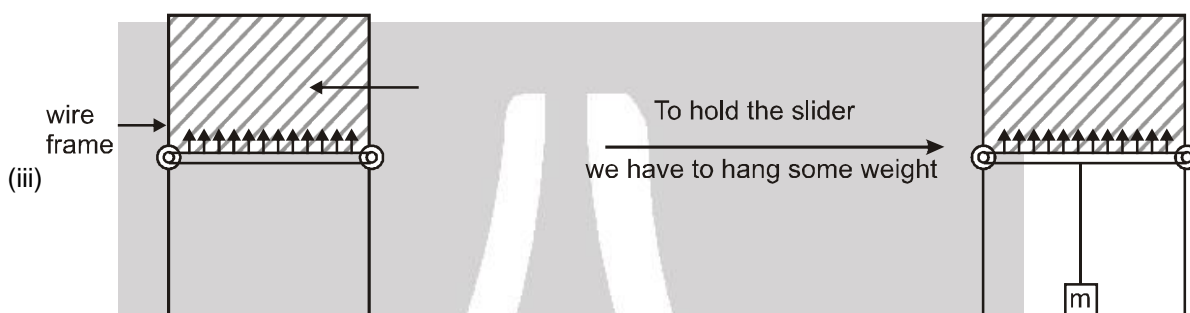 wire
frame
(iii)
To hold the slider
we have to hang some weight
m